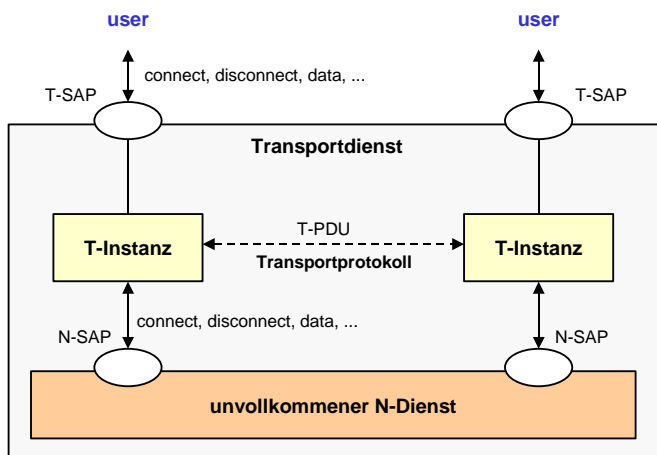 user
user
connect, disconnect, data, ...
T-SAP
T-SAP
Transportdienst
T-PDU
T-Instanz
T-Instanz
Transportprotokoll
connect, disconnect, data, ...
N-SAP
N-SAP
unvollkommener N-Dienst